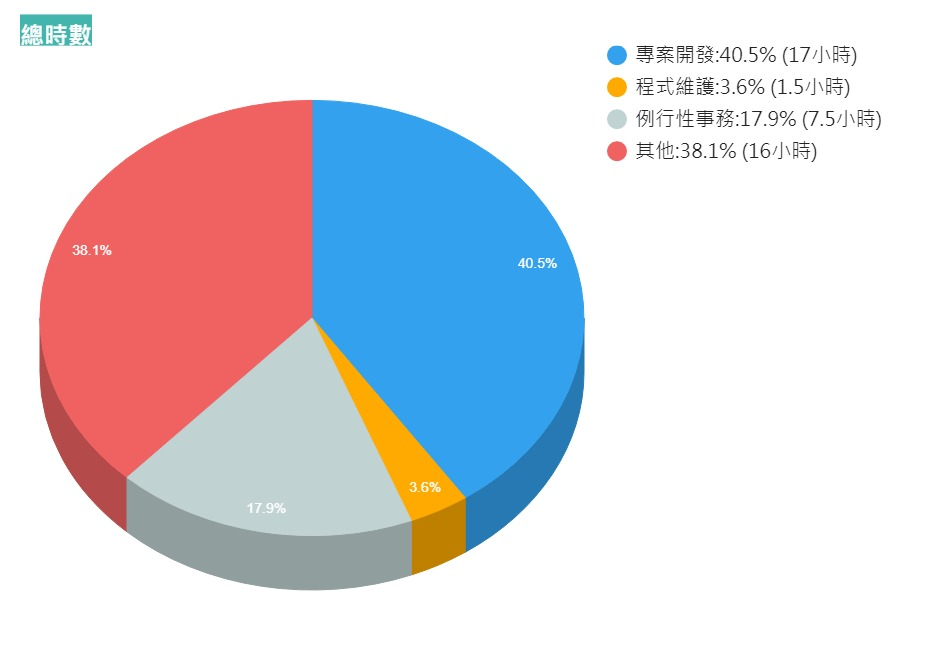 總時數
專案開發:40.5% (17小時)
程式維護:3.6% (1.5小時)
例行性事務:17.9% (7.5小時)
其他:38.1% (16小時)
38.1%
40.5%
3.6%
17.9%